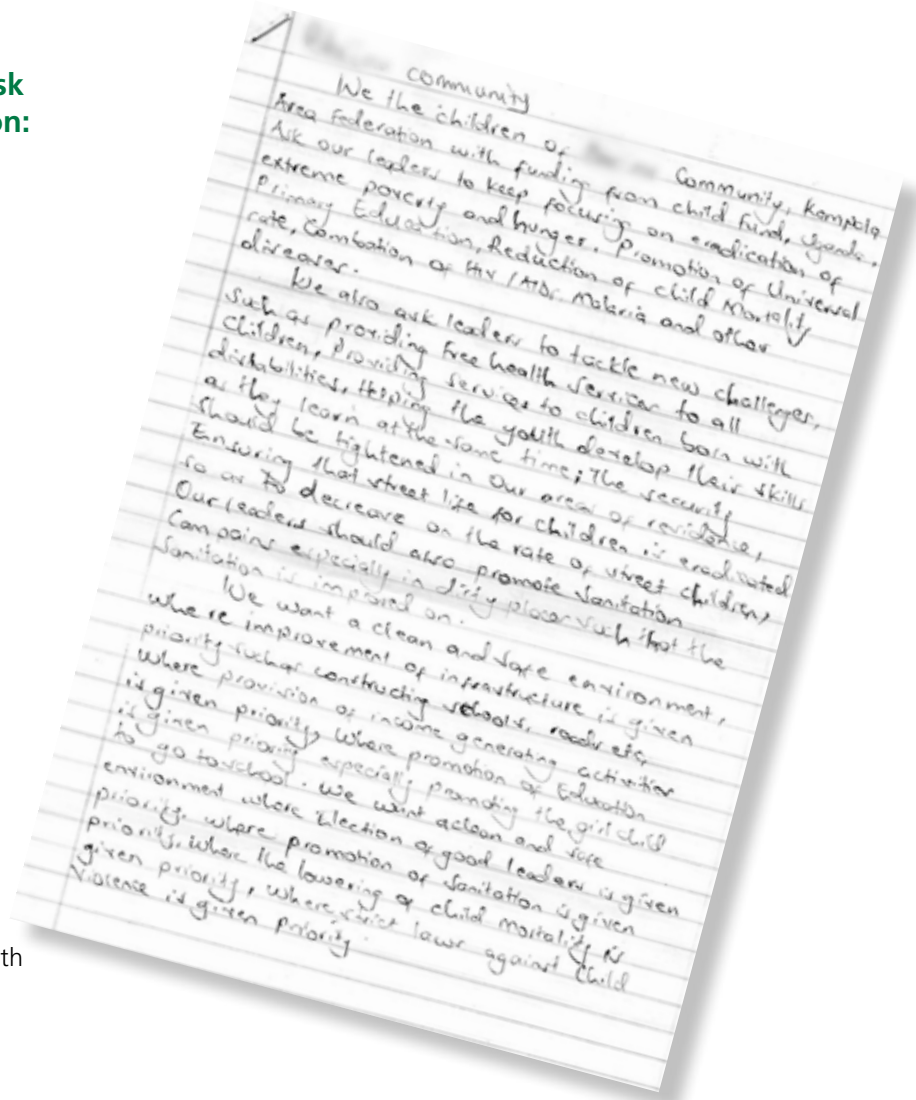 sk
on:
community
We the children of Community, Kampala
Area Federation with funding from child Fund, Uganda.
Ask our leaders to keep focusing on eradication of
extreme poverty and hunger. Promotion of Universal
Primary Education, Reduction of child Mortality
rate, Combation of HIV / AIDs. Malaria and other
diseases.
We also ask leaders to tackle new challenges,
such as providing free health services to all
children, providing services to children born with
distabilities, Helping the youth develop their skills
as they learn at the same time; The security
should be tightened in our areas of residence,
Ensuring that street life for children is eradicated
so as to decrease on the rate of street children,
Our leaders should also promote sanitation
Campains especially in dirty places such that the
sanitation is improved on.
We want a clean and safe environment,
where improvement of infrastructure is given
priority such as constructing schools, roads etc,
where provision of income generating activities
is given priority, where promotion of Education
is given priority especially promoting the girl child
to go to school. We want a clean and safe
environment where election of good leaders is given
priority, where promotion of sanitation is given
priority, where the lowering of child mortality is
given priority, where strict laws against child
violence is given priority.
th